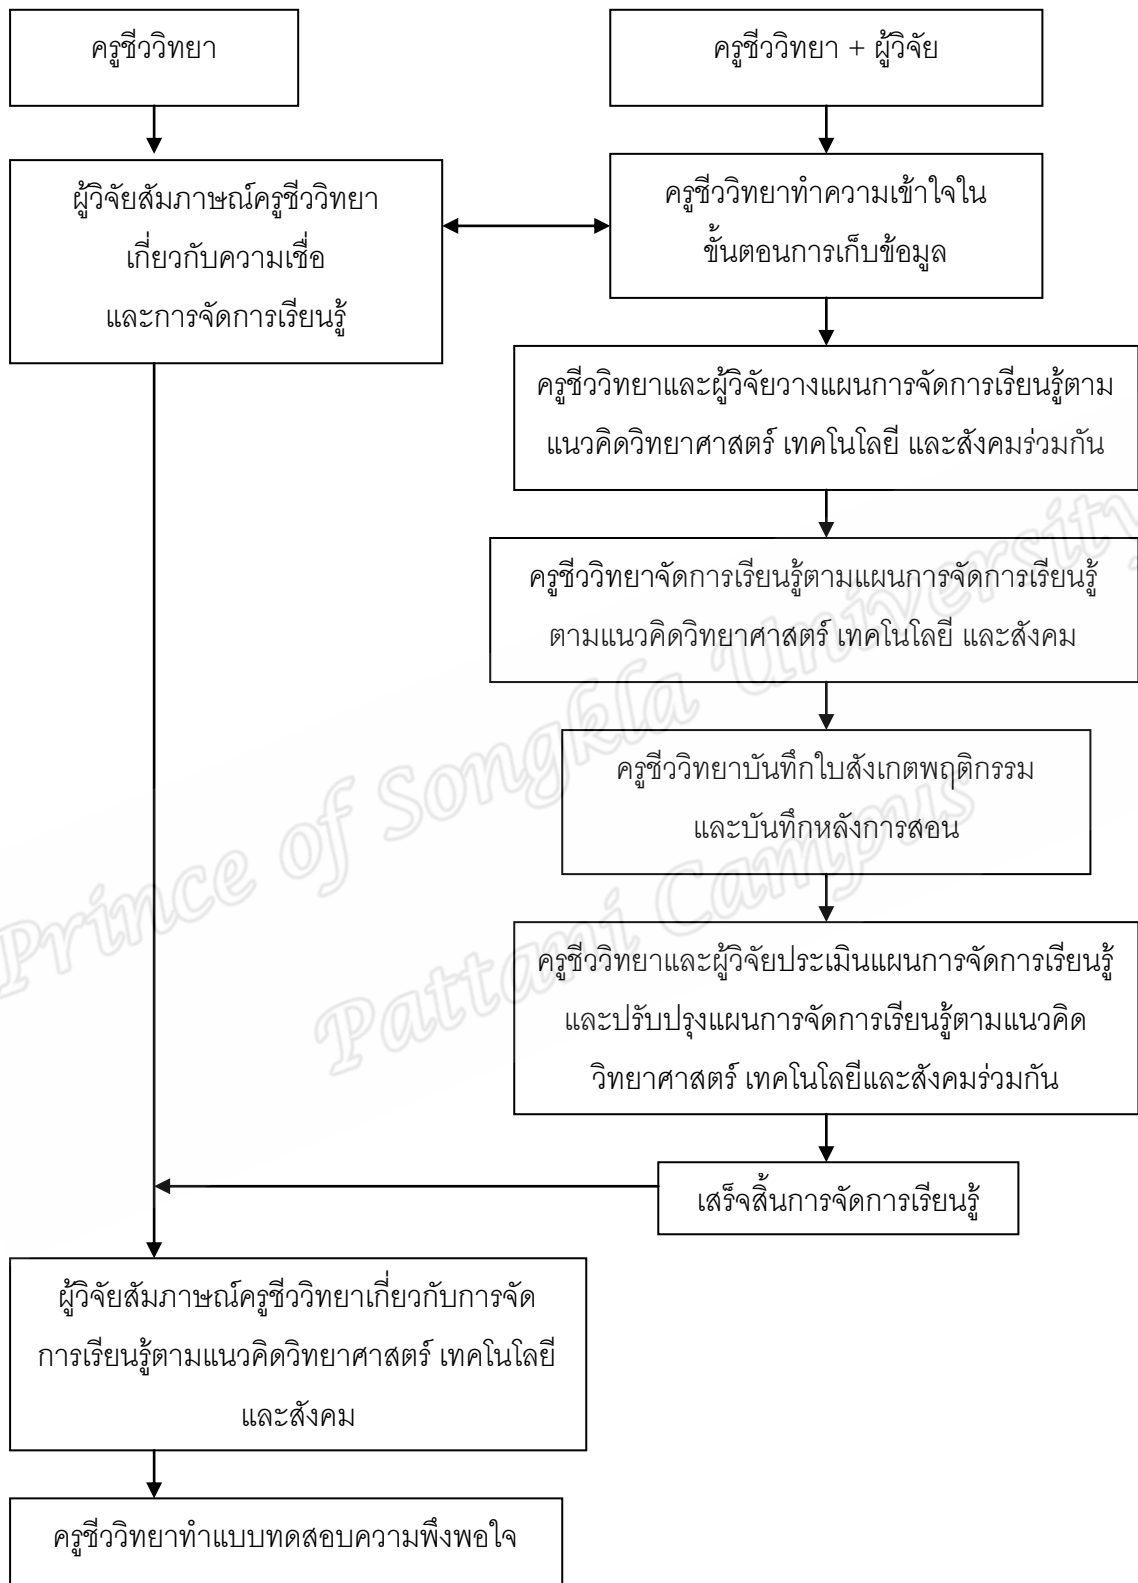 ครูชีววิทยา
ครูชีววิทยา + ผู้วิจัย
ผู้วิจัยสัมภาษณ์ครูชีววิทยา
เกี่ยวกับความเชื่อ
และการจัดการเรียนรู้
ครูชีววิทยาทำความเข้าใจใน
ขั้นตอนการเก็บข้อมูล
ครูชีววิทยาและผู้วิจัยวางแผนการจัดการเรียนรู้ตาม
แนวคิดวิทยาศาสตร์ เทคโนโลยี และสังคมร่วมกัน
ครูชีววิทยาจัดการเรียนรู้ตามแผนการจัดการเรียนรู้
ตามแนวคิดวิทยาศาสตร์ เทคโนโลยี และสังคม
ครูชีววิทยาบันทึกใบสังเกตพฤติกรรม
และบันทึกหลังการสอน
ครูชีววิทยาและผู้วิจัยประเมินแผนการจัดการเรียนรู้
และปรับปรุงแผนการจัดการเรียนรู้ตามแนวคิด
วิทยาศาสตร์ เทคโนโลยีและสังคมร่วมกัน
เสร็จสิ้นการจัดการเรียนรู้
ผู้วิจัยสัมภาษณ์ครูชีววิทยาเกี่ยวกับการจัด
การเรียนรู้ตามแนวคิดวิทยาศาสตร์ เทคโนโลยี
และสังคม
ครูชีววิทยาทำแบบทดสอบความพึงพอใจ
Prince of Songkla University
Pattani Campus